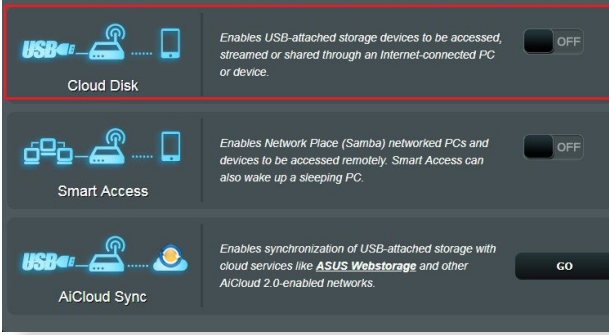 Enables USB-attached storage devices to be accessed,
USB streamed or shared through an Internet-connected PC OFF
or device.
Cloud Disk
Enables Network Place (Samba) networked PCs and
devices to be accessed remotely. Smart Access can OFF
also wake up a sleeping PC.
Smart Access
Enables synchronization of USB-attached storage with
USB cloud services like ASUS Webstorage and other GO
AiCloud 2.0-enabled networks.
AiCloud Sync